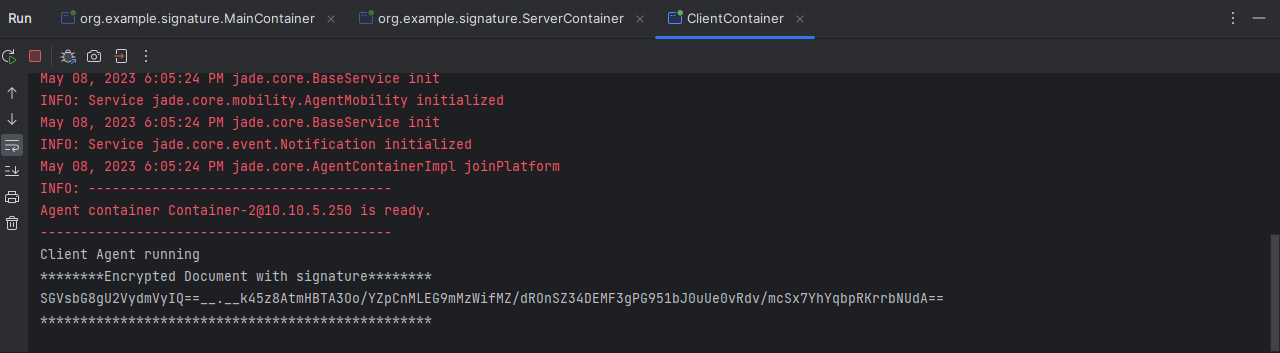 Run org.example.signature.MainContainer org.example.signature.ServerContainer ClientContainer
May 08, 2023 6:05:24 PM jade.core.BaseService init
INFO: Service jade.core.mobility.AgentMobility initialized
May 08, 2023 6:05:24 PM jade.core.BaseService init
INFO: Service jade.core.event.Notification initialized
May 08, 2023 6:05:24 PM jade.core.AgentContainerImpl joinPlatform
INFO: --------------------------------------
Agent container Container-2@10.10.5.250 is ready.
--------------------------------------------
Client Agent running
********Encrypted Document with signature********
SGVsbG8gU2VydmVyIQ==__.__k45z8AtmHBTA3Oo/YZpCnMLEG9mMzWifMZ/dROnSZ34DEMF3gPG951bJ0uUe0vRdv/mcSx7YhYqbpRKrrbNUdA==
*************************************************